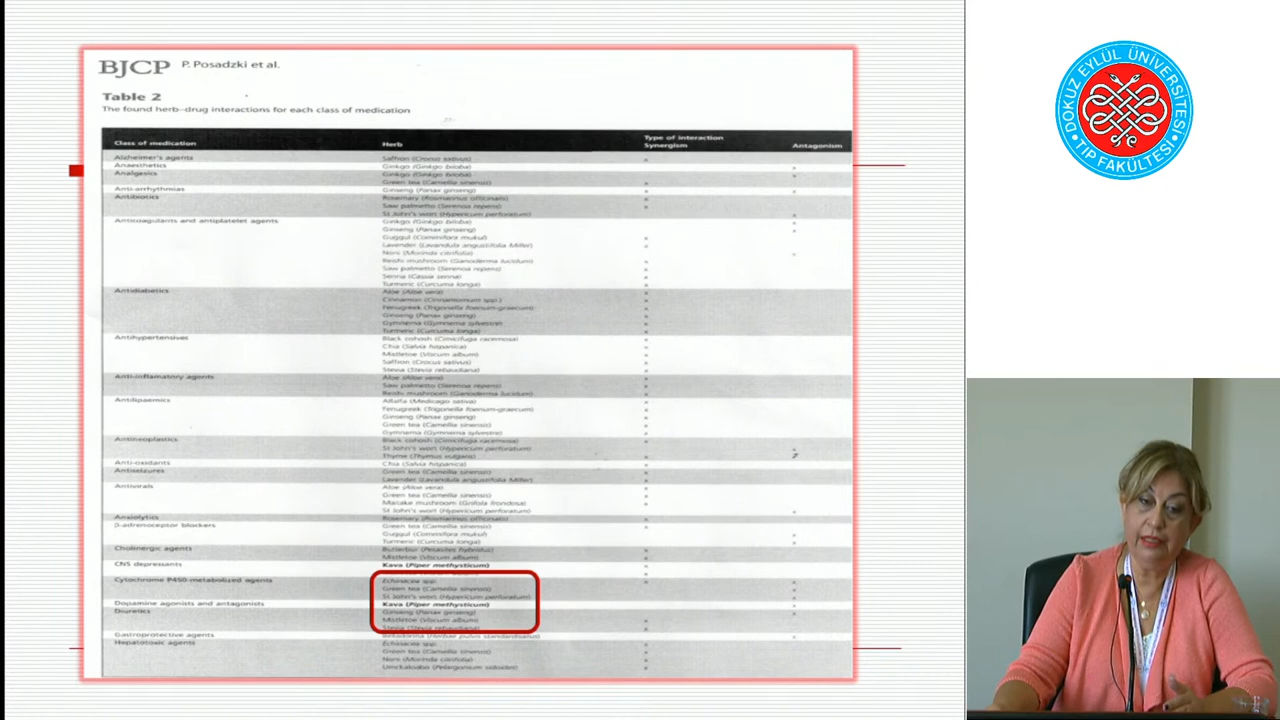 BJCP P. Posadzki et al.
Table 2
The found herb–drug interactions for each class of medication
Class of medication Herb Type of interaction
Synergism Antagonism
Alzheimer's agents Saffron (Crocus sativus) x
Anaesthetics Ginkgo (Ginkgo biloba) x
Analgesics Ginkgo (Ginkgo biloba) x
Green tea (Camellia sinensis) x
Anti-arrhythmias Ginseng (Panax ginseng) x x
Antibiotics Rosemary (Rosmarinus officinalis) x
Saw palmetto (Serenoa repens) x
St John's wort (Hypericum perforatum) x
Anticoagulants and antiplatelet agents Ginkgo (Ginkgo biloba) x
Ginseng (Panax ginseng) x
Guggul (Commifora mukul) x
Lavender (Lavandula angustifolia Miller) x
Noni (Morinda citrifolia) x
Reishi mushroom (Ganoderma lucidum) x
Saw palmetto (Serenoa repens) x
Senna (Cassia senna) x
Turmeric (Curcuma longa) x
Antidiabetics Aloe (Aloe vera) x
Cinnamon (Cinnamomum spp.) x
Fenugreek (Trigonella foenum-graecum) x
Ginseng (Panax ginseng) x
Gymnema (Gymnema sylvestre) x
Turmeric (Curcuma longa) x
Antihypertensives Black cohosh (Cimicifuga racemosa) x
Chia (Salvia hispanica) x
Mistletoe (Viscum album) x
Saffron (Crocus sativus) x
Stevia (Stevia rebaudiana) x
Anti-inflamatory agents Aloe (Aloe vera) x
Saw palmetto (Serenoa repens) x
Reishi mushroom (Ganoderma lucidum) x
Antilipaemics Alfalfa (Medicago sativa) x
Fenugreek (Trigonella foenum-graecum) x
Ginseng (Panax ginseng) x
Green tea (Camellia sinensis) x
Gymnema (Gymnema sylvestre) x
Antineoplastics Black cohosh (Cimicifuga racemosa) x
St John's wort (Hypericum perforatum) x
Thyme (Thymus vulgaris) x
Anti-oxidants Chia (Salvia hispanica) x
Antiseizures Green tea (Camellia sinensis) x
Lavender (Lavandula angustifolia Miller) x
Antivirals Aloe (Aloe vera) x
Green tea (Camellia sinensis) x
Maitake mushroom (Grifola frondosa) x
St John's wort (Hypericum perforatum) x
Anxiolytics Rosemary (Rosmarinus officinalis) x
β-adrenoceptor blockers Green tea (Camellia sinensis) x
Guggul (Commifora mukul) x
Turmeric (Curcuma longa) x
Cholinergic agents Butterbur (Petasites hybridus) x
Mistletoe (Viscum album) x
CNS depressants Kava (Piper methysticum) x
Cytochrome P450-metabolized agents Echinacea spp. x
Green tea (Camellia sinensis) x
St John's wort (Hypericum perforatum) x
Dopamine agonists and antagonists Kava (Piper methysticum) x
Diuretics Ginseng (Panax ginseng) x
Mistletoe (Viscum album) x
Stevia (Stevia rebaudiana) x
Gastroprotective agents x
Hepatotoxic agents Echinacea spp. x
Green tea (Camellia sinensis) x
Noni (Morinda citrifolia) x
Umckaloabo (Pelargonium sidoides) x
DOKUZ EYLÜL ÜNİVERSİTESİ
• TIP FAKÜLTESİ •